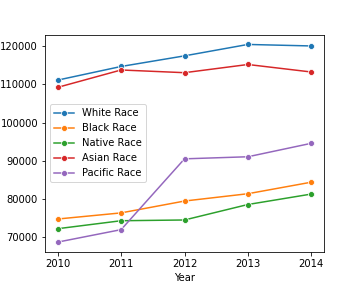 120000
110000
100000
90000
80000
70000
White Race
Black Race
Native Race
Asian Race
Pacific Race
2010 2011 2012 2013 2014
Year